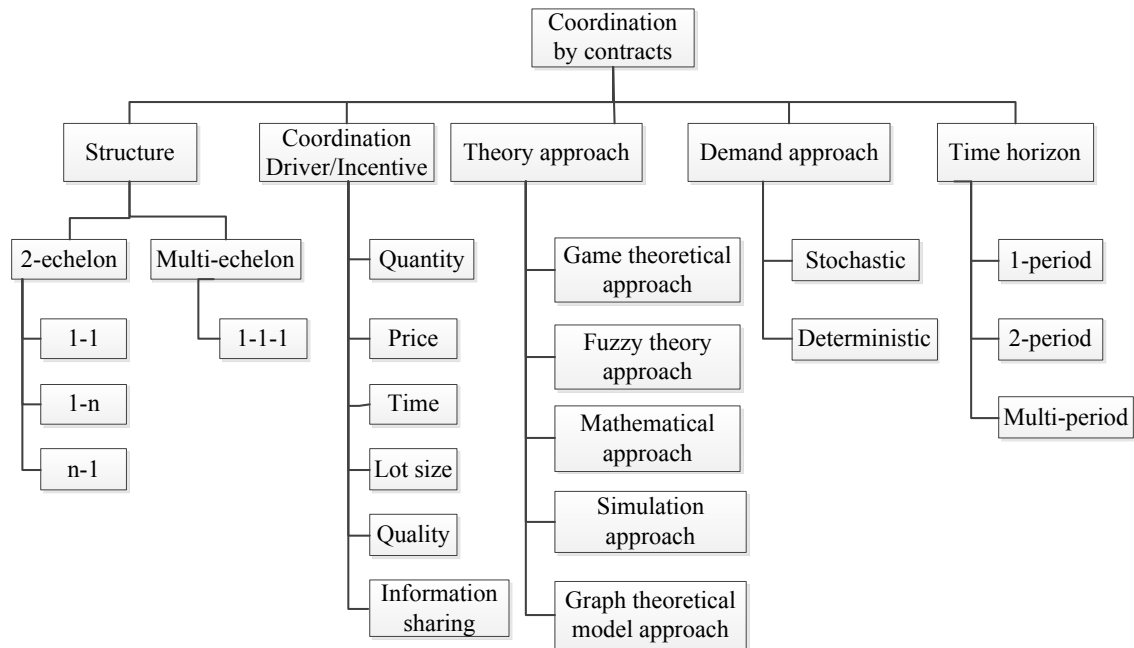 Coordination
by contracts
Structure
Coordination
Driver/Incentive
Theory approach
Demand approach
Time horizon
2-echelon
Multi-echelon
1-1
1-n
n-1
1-1-1
Quantity
Price
Time
Lot size
Quality
Information
sharing
Game theoretical
approach
Fuzzy theory
approach
Mathematical
approach
Simulation
approach
Graph theoretical
model approach
Stochastic
Deterministic
1-period
2-period
Multi-period